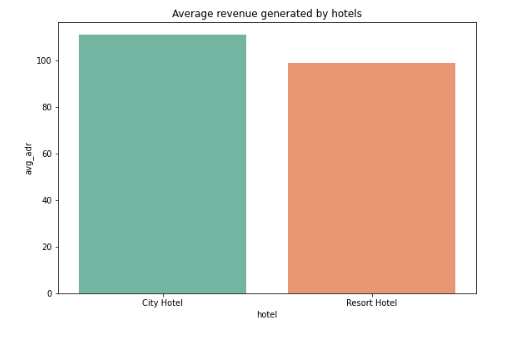 Average revenue generated by hotels
100
80
60
40
20
0
avg_adr
City Hotel
Resort Hotel
hotel